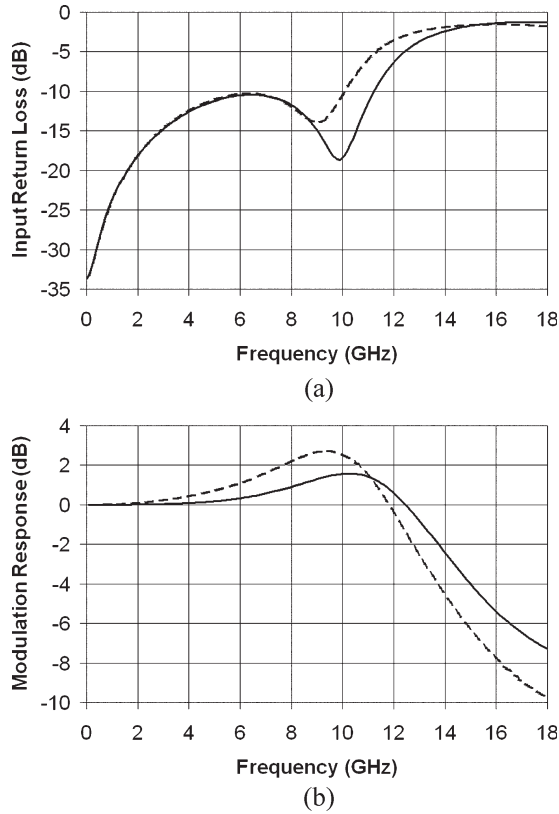 0
-5
-10
-15
-20
-25
-30
-35
Input Return Loss (dB)
0 2 4 6 8 10 12 14 16 18
Frequency (GHz)
(a)
4
2
0
-2
-4
-6
-8
-10
Modulation Response (dB)
0 2 4 6 8 10 12 14 16 18
Frequency (GHz)
(b)